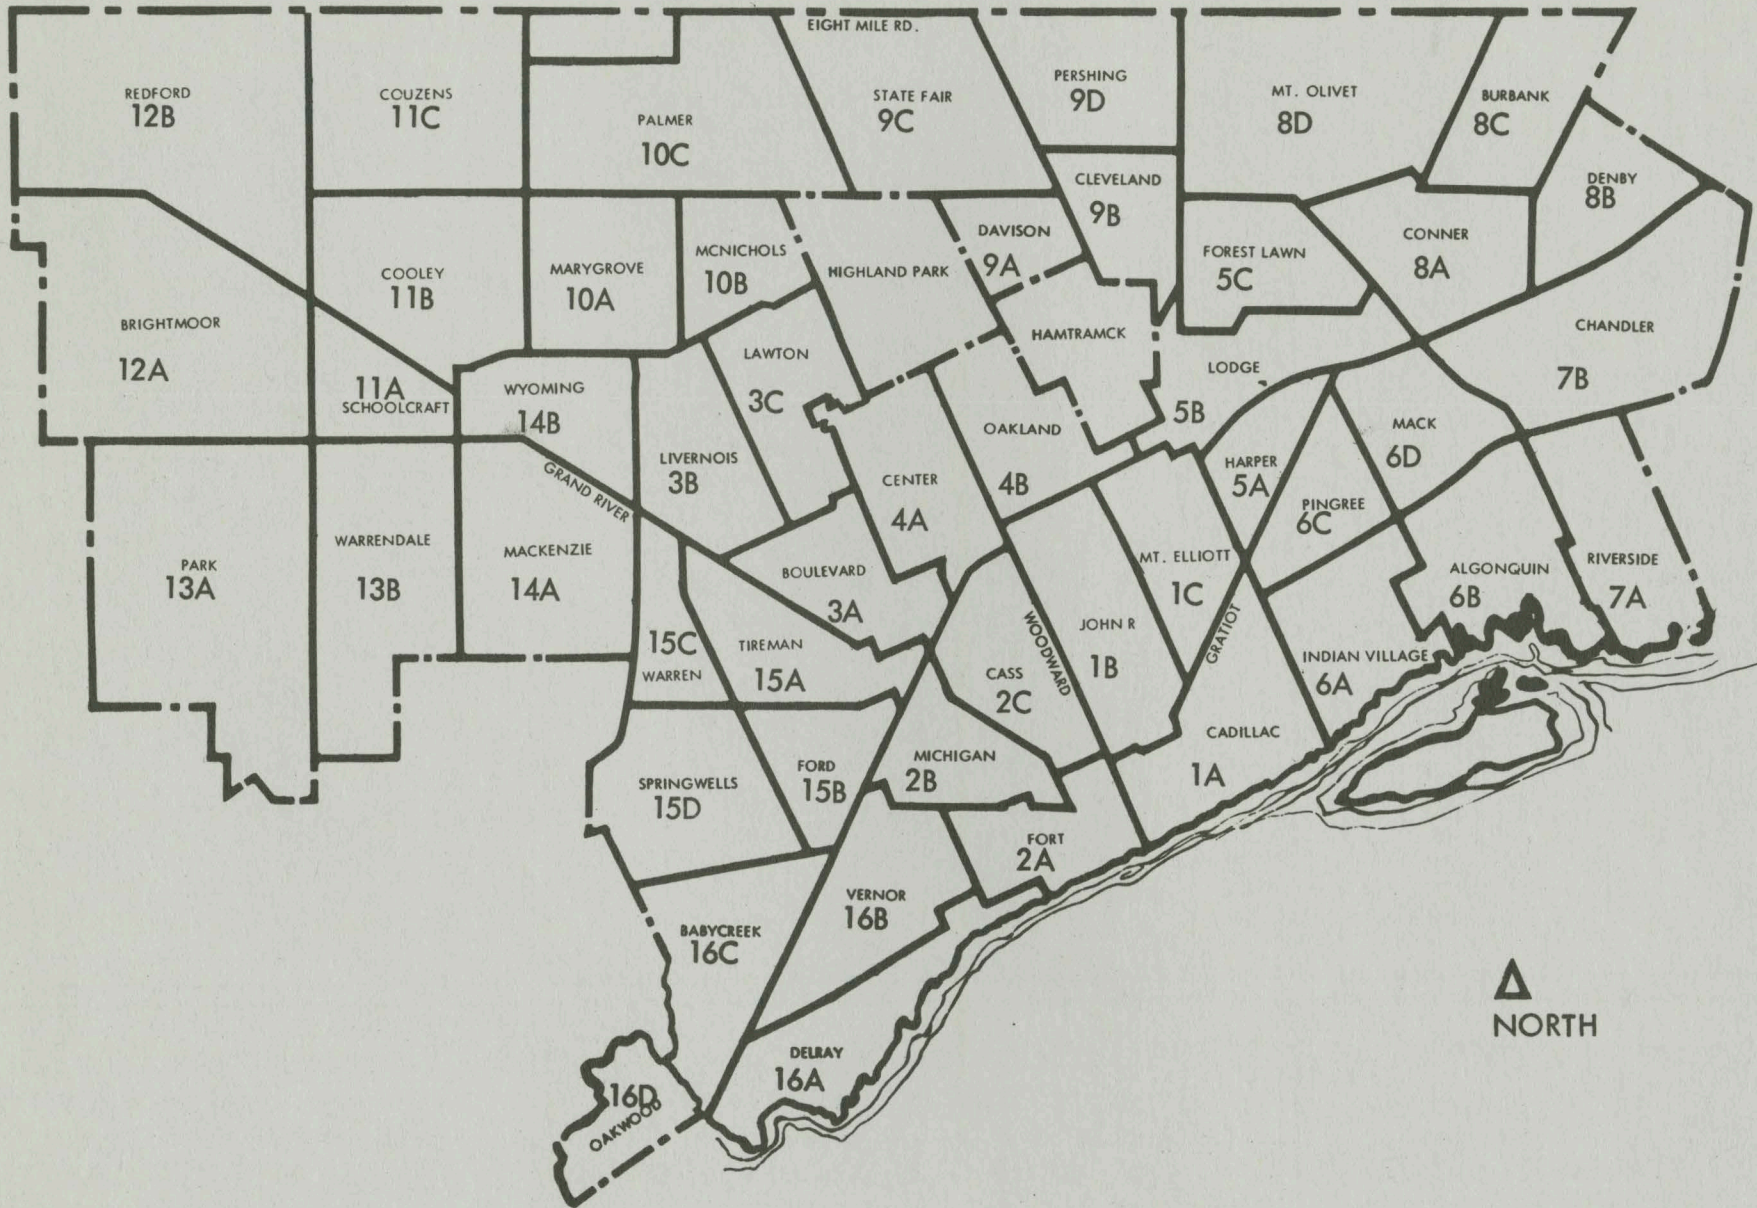 EIGHT MILE RD.
REDFORD
12B
COUZENS
11C
PALMER
10C
STATE FAIR
9C
PERSHING
9D
MT. OLIVET
8D
BURBANK
8C
DENBY
8B
CLEVELAND
9B
DAVISON
9A
FOREST LAWN
5C
CONNER
8A
HIGHLAND PARK
MCNICHOLS
10B
MARYGROVE
10A
COOLEY
11B
BRIGHTMOOR
12A
11A
SCHOOLCRAFT
WYOMING
14B
LAWTON
3C
HAMTRAMCK
LODGE
5B
CHANDLER
7B
OAKLAND
4B
MACK
6D
HARPER
5A
PINGREE
6C
LIVERNOIS
3B
CENTER
4A
GRAND RIVER
WARRENDALE
13B
PARK
13A
MACKENZIE
14A
BOULEVARD
3A
MT. ELLIOTT
1C
ALGONQUIN
6B
RIVERSIDE
7A
15C
WARREN
TIREMAN
15A
JOHN R
1B
WOODWARD
GRATIOT
INDIAN VILLAGE
6A
CASS
2C
CADILLAC
1A
MICHIGAN
2B
FORD
15B
SPRINGWELLS
15D
FORT
2A
VERNOR
16B
BABYCREEK
16C
DELRAY
16A
16D
OAKWOOD
NORTH